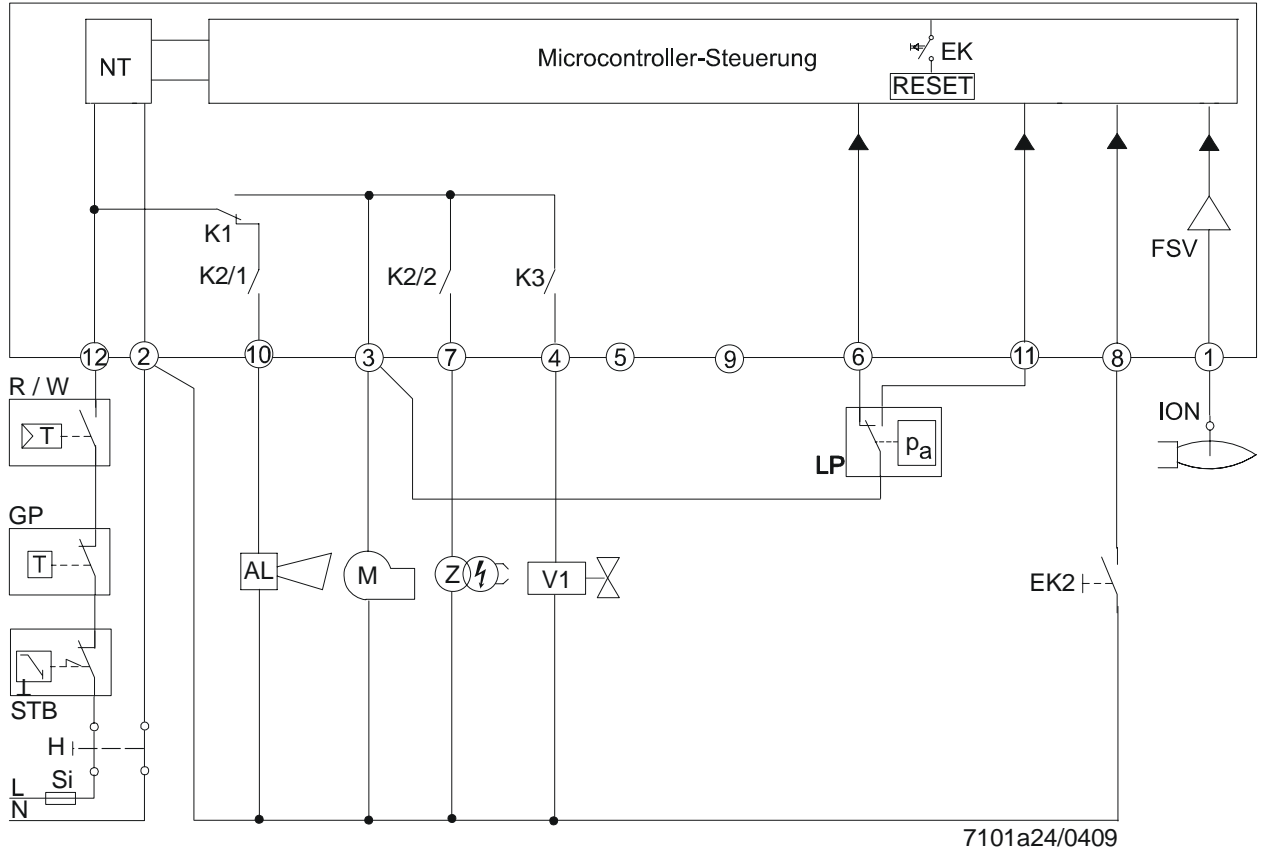 NT
Microcontroller-Steuerung
EK
RESET
K1
FSV
K2/1
K2/2
K3
12
2
10
3
7
4
5
9
6
11
8
1
R / W
T
ION
LP
pa
GP
T
AL
M
Z
V1
EK2
STB
H
Si
L
N
7101a24/0409